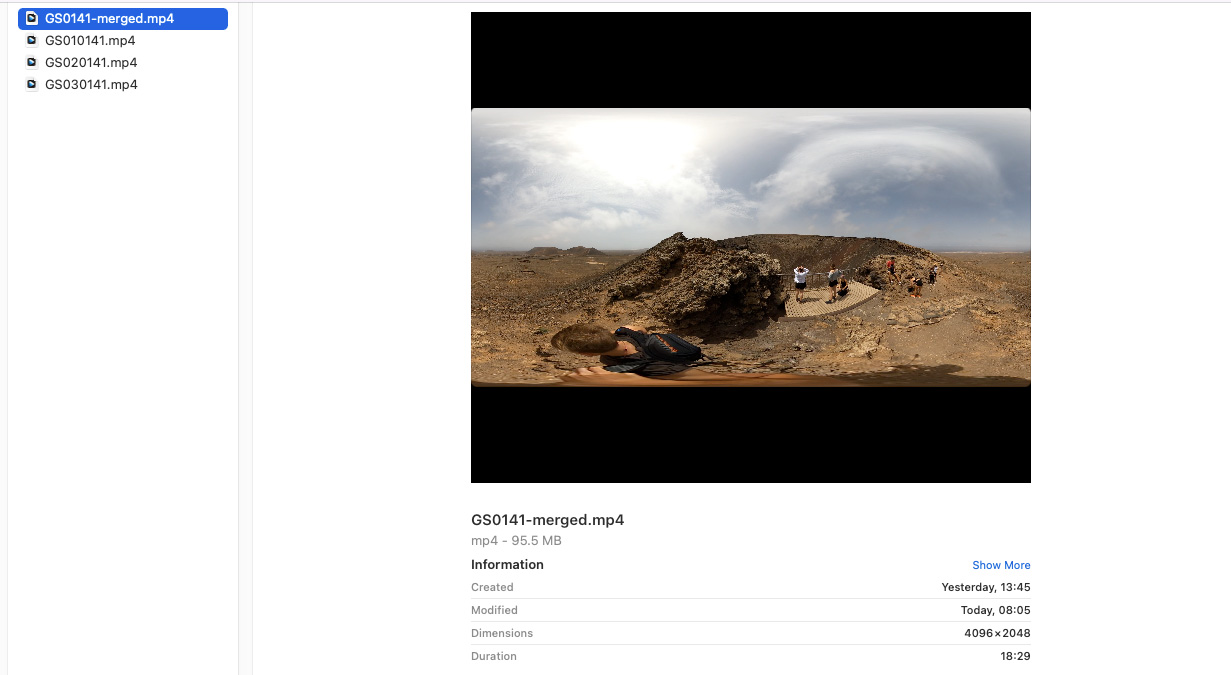 GS0141-merged.mp4
GS010141.mp4
GS020141.mp4
GS030141.mp4
GS0141-merged.mp4
mp4 - 95.5 MB
Information Show More
Created Yesterday, 13:45
Modified Today, 08:05
Dimensions 4096×2048
Duration 18:29